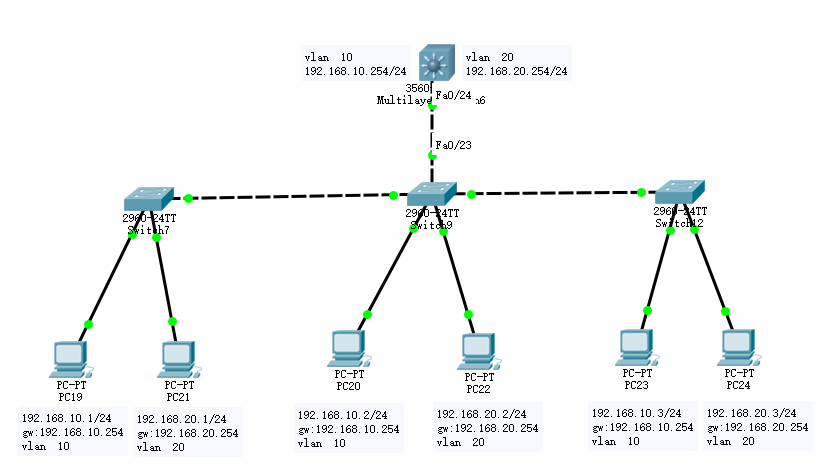 vlan  10
192.168.10.254/24
vlan  20
192.168.20.254/24
3560
Fa0/24
Fa0/23
2960-24TT
Switch7
2960-24TT
Switch9
2960-24TT
Switch12
PC-PT
PC19
PC-PT
PC21
PC-PT
PC20
PC-PT
PC22
PC-PT
PC23
PC-PT
PC24
192.168.10.1/24
gw:192.168.10.254
vlan  10
192.168.20.1/24
gw:192.168.20.254
vlan  20
192.168.10.2/24
gw:192.168.10.254
vlan  10
192.168.20.2/24
gw:192.168.20.254
vlan  20
192.168.10.3/24
gw:192.168.10.254
vlan  10
192.168.20.3/24
gw:192.168.20.254
vlan  20